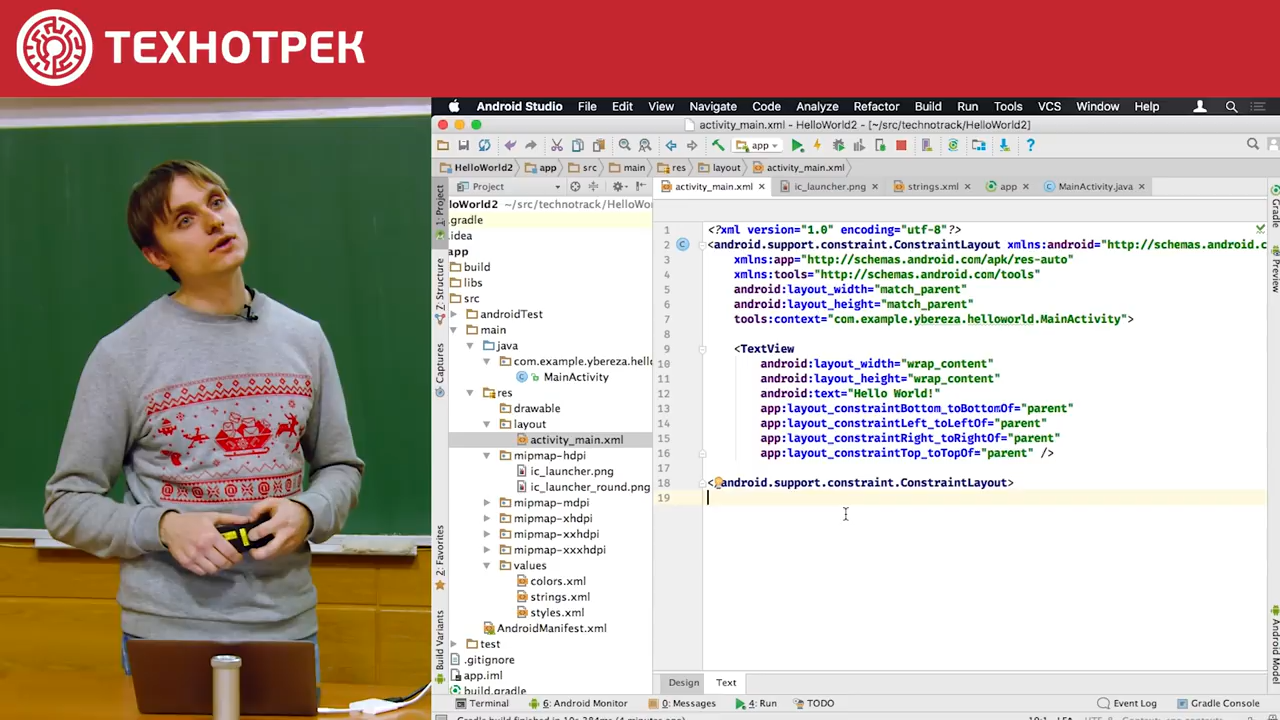 ТЕХНОТРЕК
Android Studio File Edit View Navigate Code Analyze Refactor Build Run Tools VCS Window Help
activity_main.xml - HelloWorld2 - [~/src/technotrack/HelloWorld2]
app
HelloWorld2 app src main res layout activity_main.xml
Project
activity_main.xml ic_launcher.png strings.xml app MainActivity.java
1: Project
7: Structure
Captures
2: Favorites
Build Variants
lloWorld2 ~/src/technotrack/HelloWor
.gradle
.idea
app
build
libs
src
androidTest
main
java
com.example.ybereza.hello
MainActivity
res
drawable
layout
activity_main.xml
mipmap-hdpi
ic_launcher.png
ic_launcher_round.png
mipmap-mdpi
mipmap-xhdpi
mipmap-xxhdpi
mipmap-xxxhdpi
values
colors.xml
strings.xml
styles.xml
AndroidManifest.xml
test
.gitignore
app.iml
build.gradle
1 <?xml version="1.0" encoding="utf-8"?>
2 <android.support.constraint.ConstraintLayout xmlns:android="http://schemas.android.c
3 xmlns:app="http://schemas.android.com/apk/res-auto"
4 xmlns:tools="http://schemas.android.com/tools"
5 android:layout_width="match_parent"
6 android:layout_height="match_parent"
7 tools:context="com.example.ybereza.helloworld.MainActivity">
8
9 <TextView
10 android:layout_width="wrap_content"
11 android:layout_height="wrap_content"
12 android:text="Hello World!"
13 app:layout_constraintBottom_toBottomOf="parent"
14 app:layout_constraintLeft_toLeftOf="parent"
15 app:layout_constraintRight_toRightOf="parent"
16 app:layout_constraintTop_toTopOf="parent" />
17
18 </android.support.constraint.ConstraintLayout>
19
Gradle
Preview
Android Model
Design Text
Terminal 6: Android Monitor 0: Messages 4: Run TODO Event Log Gradle Console